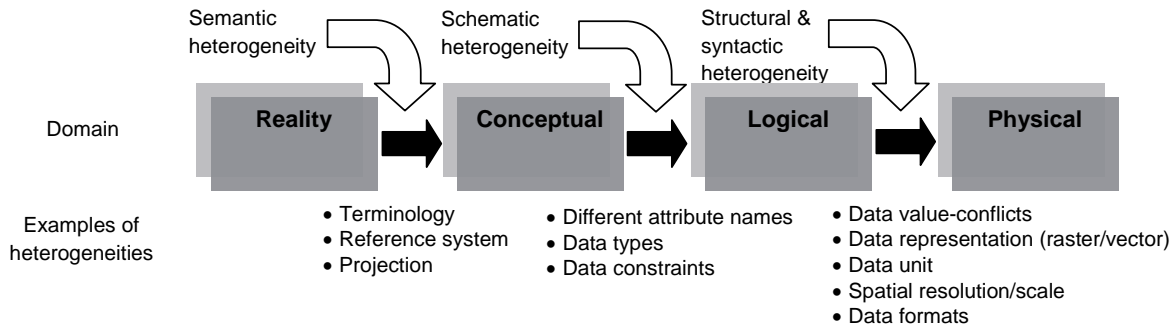 Semantic
heterogeneity
Schematic
heterogeneity
Structural &
syntactic
heterogeneity
Domain
Reality
Conceptual
Logical
Physical
Examples of
heterogeneities
• Terminology
• Reference system
• Projection
• Different attribute names
• Data types
• Data constraints
• Data value-conflicts
• Data representation (raster/vector)
• Data unit
• Spatial resolution/scale
• Data formats